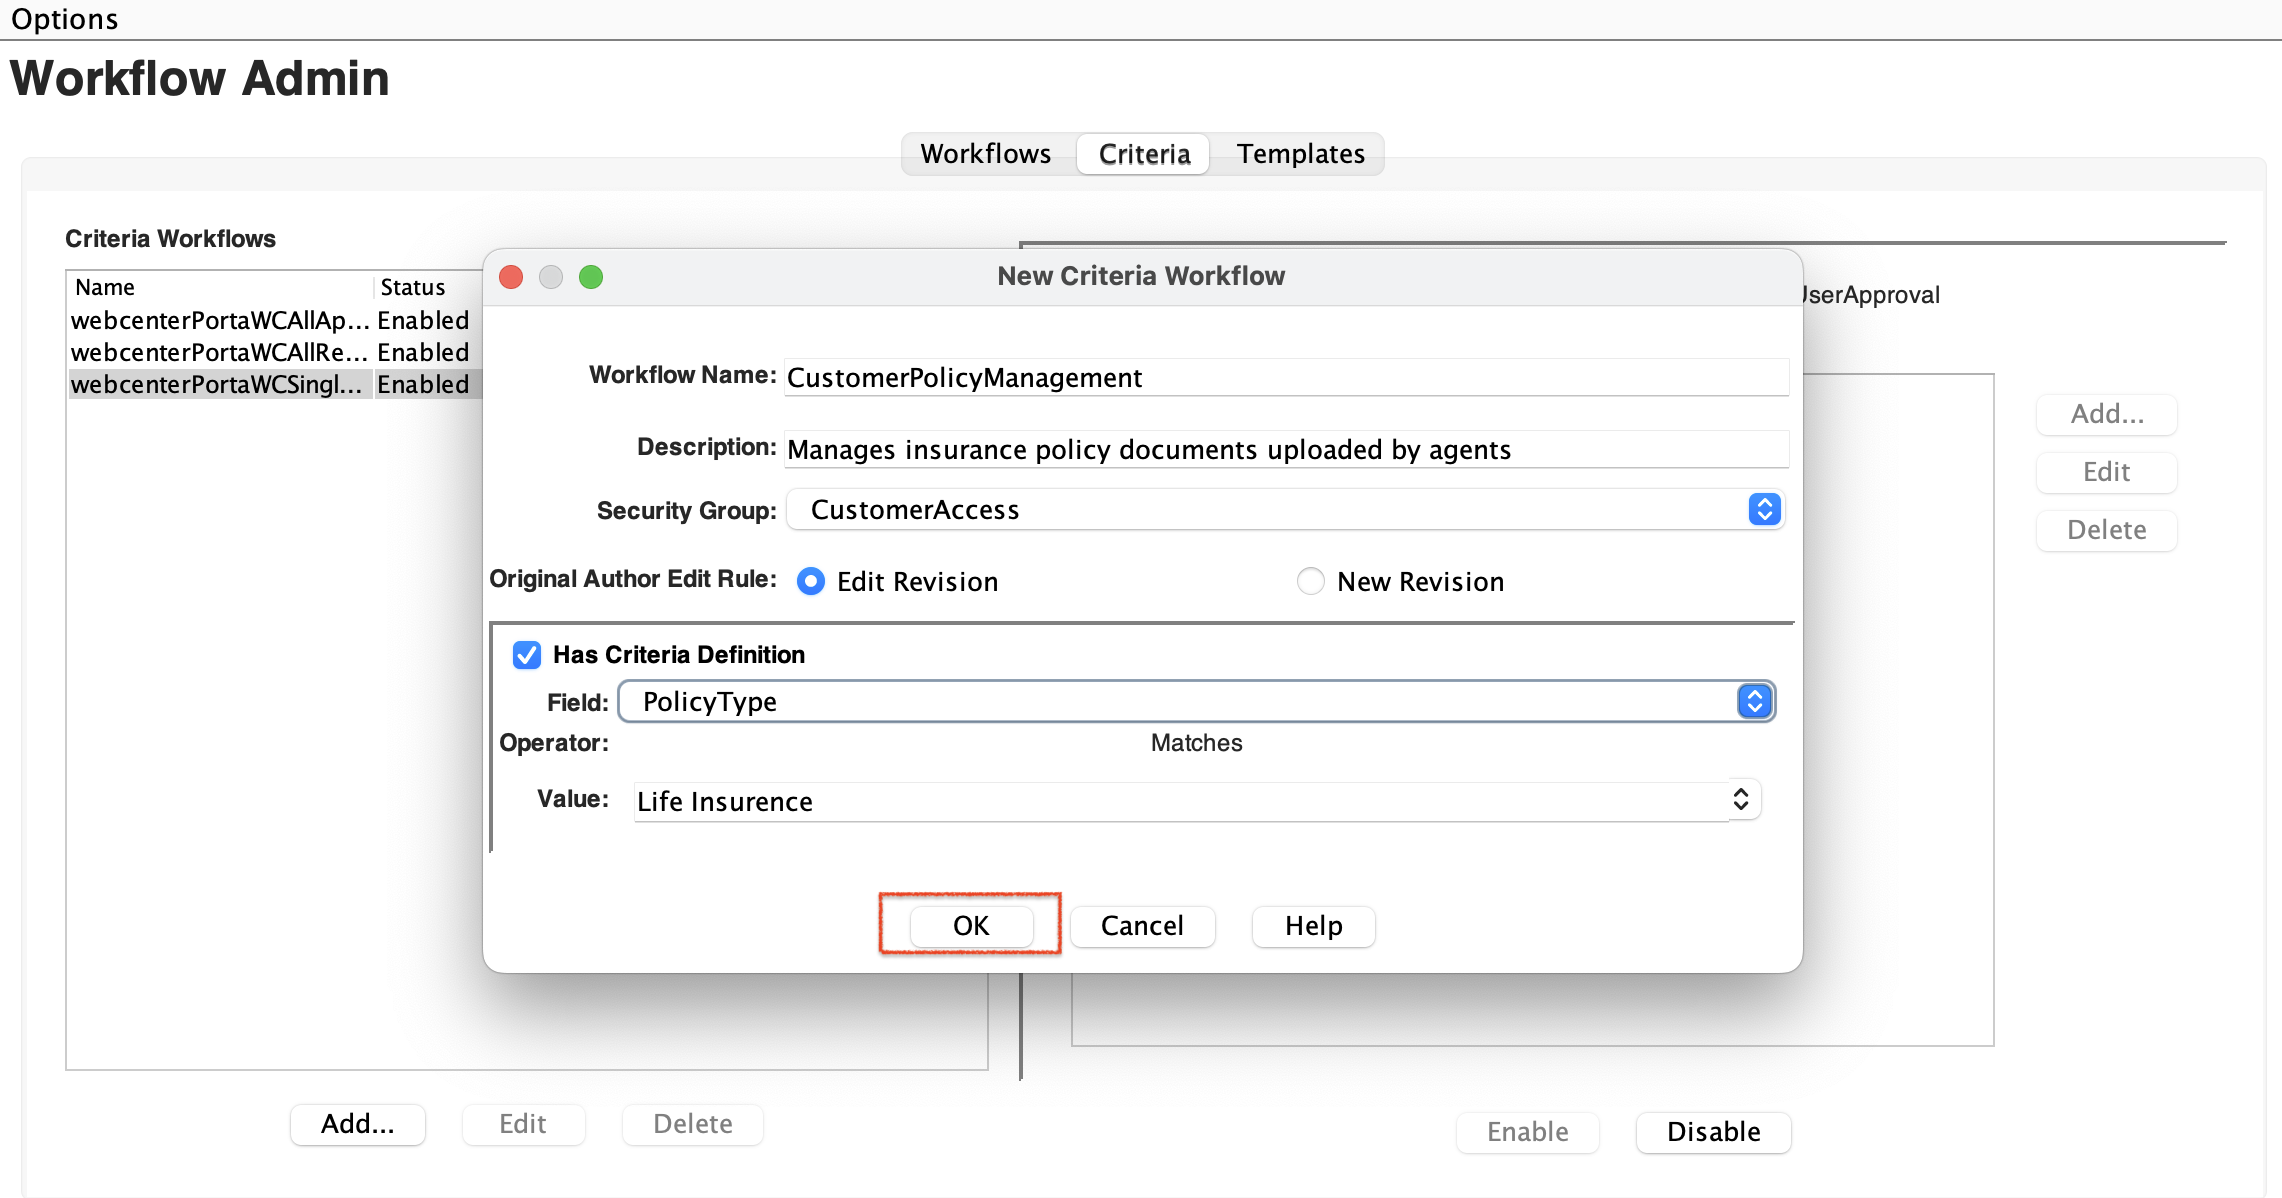 Options
Workflow Admin
Workflows Criteria Templates
Criteria Workflows
Name Status
webcenterPortaWCAllAp... Enabled
webcenterPortaWCAllRe... Enabled
webcenterPortaWCSingl... Enabled
UserApproval
Add...
Edit
Delete
New Criteria Workflow
Workflow Name: CustomerPolicyManagement
Description: Manages insurance policy documents uploaded by agents
Security Group: CustomerAccess
Original Author Edit Rule: Edit Revision New Revision
Has Criteria Definition
Field: PolicyType
Operator: Matches
Value: Life Insurence
OK Cancel Help
Add... Edit Delete
Enable Disable